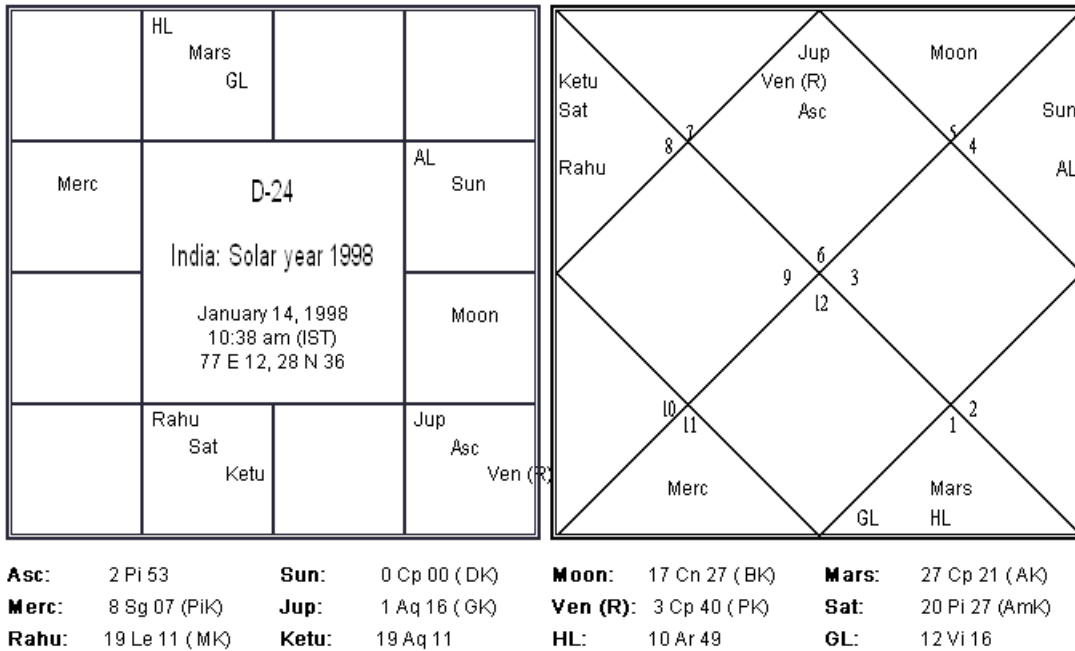 HL
Mars
GL
Merc
D-24
AL
Sun
India: Solar year 1998
January 14, 1998
10:38 am (IST)
77 E 12, 28 N 36
Moon
Rahu
Sat
Ketu
Jup
Asc
Ven (R)
Jup
Moon
Ketu
Ven (R)
Sat
Asc
Sun
7
5
8
4
Rahu
AL
6
9
3
12
10
2
11
1
Merc
Mars
GL
HL
Asc: 2 Pi 53 Sun: 0 Cp 00 (DK) Moon: 17 Cn 27 (BK) Mars: 27 Cp 21 (AK)
Merc: 8 Sg 07 (PiK) Jup: 1 Aq 16 (GK) Ven (R): 3 Cp 40 (PK) Sat: 20 Pi 27 (AmK)
Rahu: 19 Le 11 (MK) Ketu: 19 Aq 11 HL: 10 Ar 49 GL: 12 Vi 16